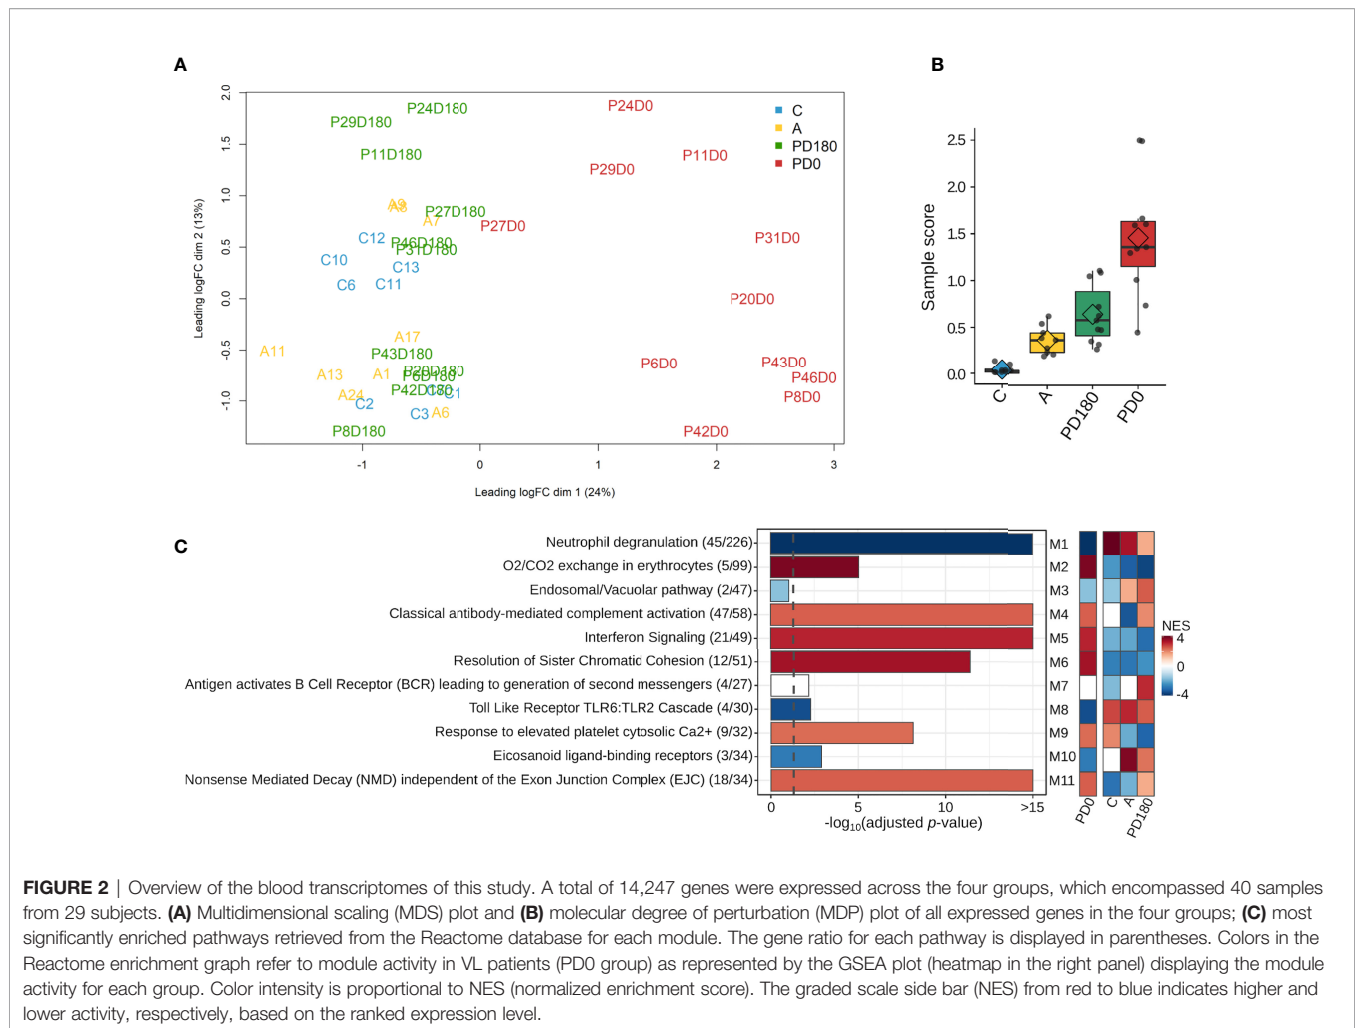 A
B
2.0
1.5
1.0
0.5
0.0
-0.5
-1.0
Leading logFC dim 2 (13%)
-1
0
1
2
3
Leading logFC dim 1 (24%)
C
A
PD180
PD0
P24D180
P29D180
P11D180
P24D0
P11D0
P29D0
A9
A8
A7
P27D180
P27D0
C12
P46D180
P31D180
P31D0
C10
C13
C6
C11
P20D0
A17
A11
P43D180
P6D0
P43D0
A13
A1
P20D180
P6D180
P46D0
A24
P42D180
C1
P8D0
C2
C3
A6
P8D180
P42D0
2.5
2.0
1.5
1.0
0.5
0.0
Sample score
C
A
PD180
PD0
C
Neutrophil degranulation (45/226)
O2/CO2 exchange in erythrocytes (5/99)
Endosomal/Vacuolar pathway (2/47)
Classical antibody-mediated complement activation (47/58)
Interferon Signaling (21/49)
Resolution of Sister Chromatic Cohesion (12/51)
Antigen activates B Cell Receptor (BCR) leading to generation of second messengers (4/27)
Toll Like Receptor TLR6:TLR2 Cascade (4/30)
Response to elevated platelet cytosolic Ca2+ (9/32)
Eicosanoid ligand-binding receptors (3/34)
Nonsense Mediated Decay (NMD) independent of the Exon Junction Complex (EJC) (18/34)
M1
M2
M3
M4
M5
M6
M7
M8
M9
M10
M11
0
5
10
>15
-log10(adjusted p-value)
PD0
C
A
PD180
NES
4
0
-4
FIGURE 2 | Overview of the blood transcriptomes of this study. A total of 14,247 genes were expressed across the four groups, which encompassed 40 samples
from 29 subjects. (A) Multidimensional scaling (MDS) plot and (B) molecular degree of perturbation (MDP) plot of all expressed genes in the four groups; (C) most
significantly enriched pathways retrieved from the Reactome database for each module. The gene ratio for each pathway is displayed in parentheses. Colors in the
Reactome enrichment graph refer to module activity in VL patients (PD0 group) as represented by the GSEA plot (heatmap in the right panel) displaying the module
activity for each group. Color intensity is proportional to NES (normalized enrichment score). The graded scale side bar (NES) from red to blue indicates higher and
lower activity, respectively, based on the ranked expression level.